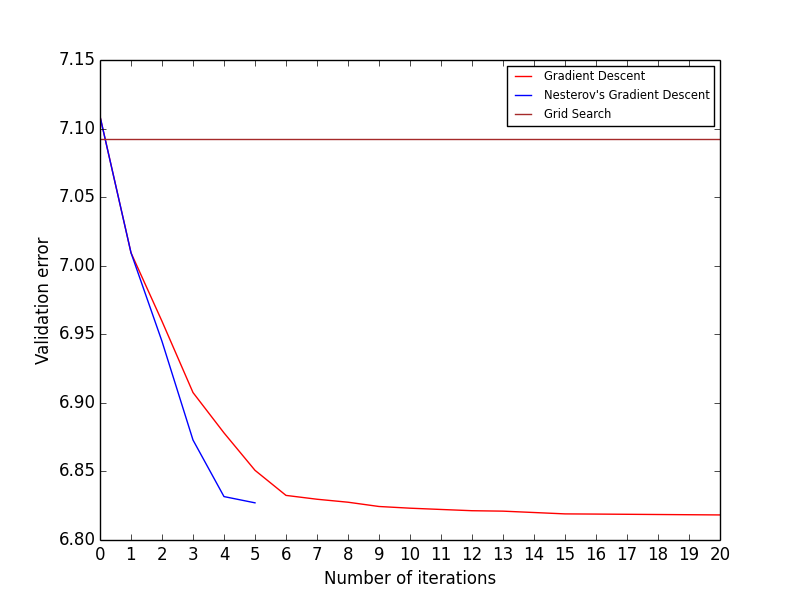 7.15
7.10
7.05
7.00
6.95
6.90
6.85
6.80
Validation error
Gradient Descent
Nesterov's Gradient Descent
Grid Search
0 1 2 3 4 5 6 7 8 9 10 11 12 13 14 15 16 17 18 19 20
Number of iterations